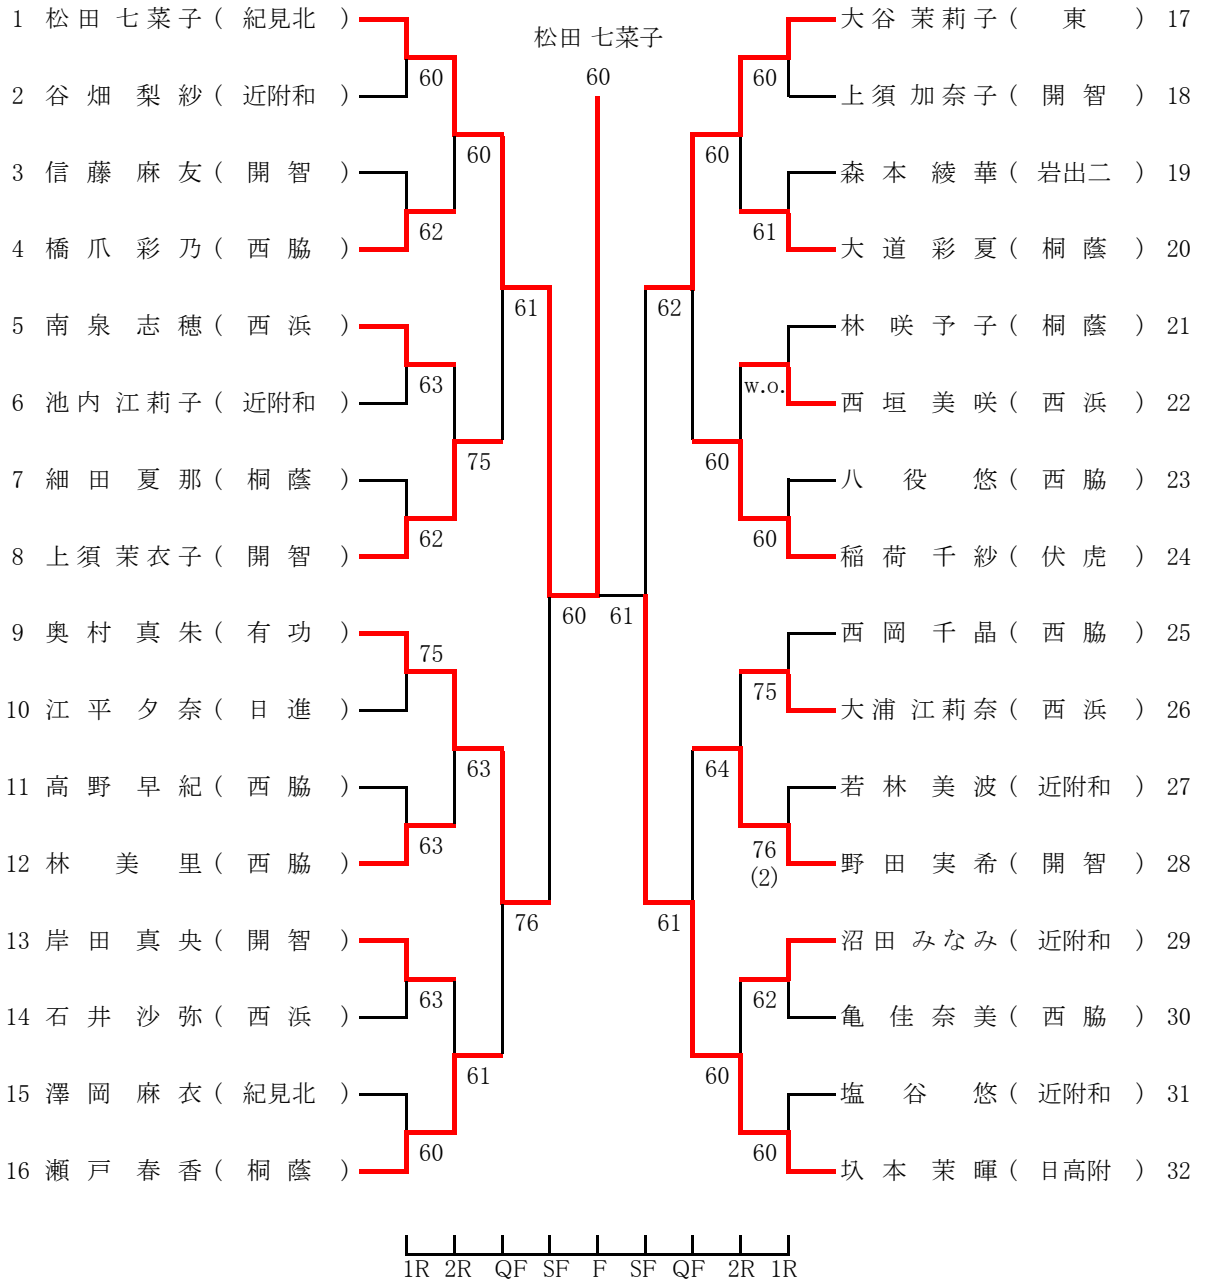 松田 七菜子
60
1 松田 七菜子 ( 紀見北 )
2 谷畑 梨紗 ( 近附和 )
3 信藤 麻友 ( 開智 )
4 橋爪 彩乃 ( 西脇 )
5 南泉 志穂 ( 西浜 )
6 池内 江莉子 ( 近附和 )
7 細田 夏那 ( 桐蔭 )
8 上須 茉衣子 ( 開智 )
9 奥村 真朱 ( 有功 )
10 江平 夕奈 ( 日進 )
11 高野 早紀 ( 西脇 )
12 林 美里 ( 西脇 )
13 岸田 真央 ( 開智 )
14 石井 沙弥 ( 西浜 )
15 澤岡 麻衣 ( 紀見北 )
16 瀬戸 春香 ( 桐蔭 )
60
62
63
62
75
63
63
60
60
75
63
61
61
76
60
61
62
61
60
60
64
60
60
61
w.o.
60
75
76
(2)
62
60
大谷 茉莉子 ( 東 ) 17
上須 加奈子 ( 開智 ) 18
森本 綾華 ( 岩出二 ) 19
大道 彩夏 ( 桐蔭 ) 20
林 咲予子 ( 桐蔭 ) 21
西垣 美咲 ( 西浜 ) 22
八役 悠 ( 西脇 ) 23
稲荷 千紗 ( 伏虎 ) 24
西岡 千晶 ( 西脇 ) 25
大浦 江莉奈 ( 西浜 ) 26
若林 美波 ( 近附和 ) 27
野田 実希 ( 開智 ) 28
沼田 みなみ ( 近附和 ) 29
亀 佳奈美 ( 西脇 ) 30
塩谷 悠 ( 近附和 ) 31
圦本 茉暉 ( 日高附 ) 32
1R 2R QF SF F SF QF 2R 1R